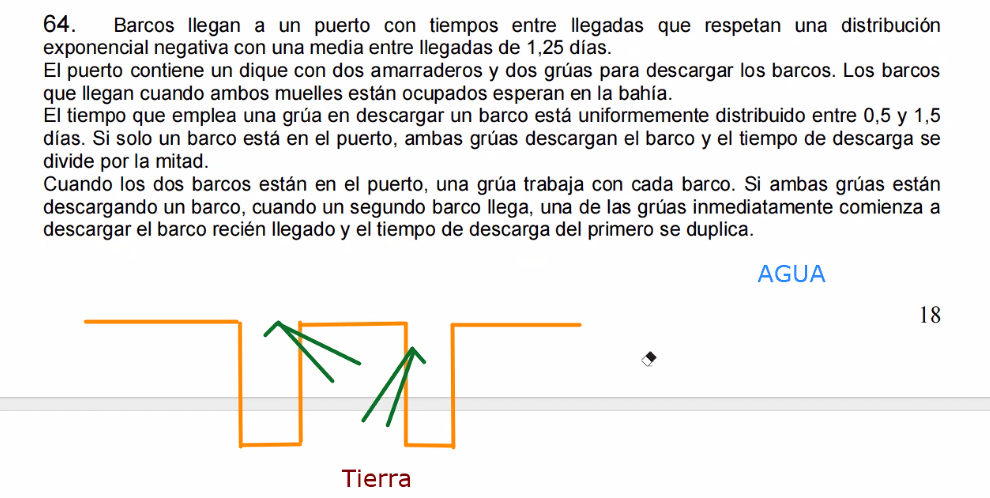 64. Barcos llegan a un puerto con tiempos entre llegadas que respetan una distribución
exponencial negativa con una media entre llegadas de 1,25 días.
El puerto contiene un dique con dos amarraderos y dos grúas para descargar los barcos. Los barcos
que llegan cuando ambos muelles están ocupados esperan en la bahía.
El tiempo que emplea una grúa en descargar un barco está uniformemente distribuido entre 0,5 y 1,5
días. Si solo un barco está en el puerto, ambas grúas descargan el barco y el tiempo de descarga se
divide por la mitad.
Cuando los dos barcos están en el puerto, una grúa trabaja con cada barco. Si ambas grúas están
descargando un barco, cuando un segundo barco llega, una de las grúas inmediatamente comienza a
descargar el barco recién llegado y el tiempo de descarga del primero se duplica.
AGUA
18
Tierra